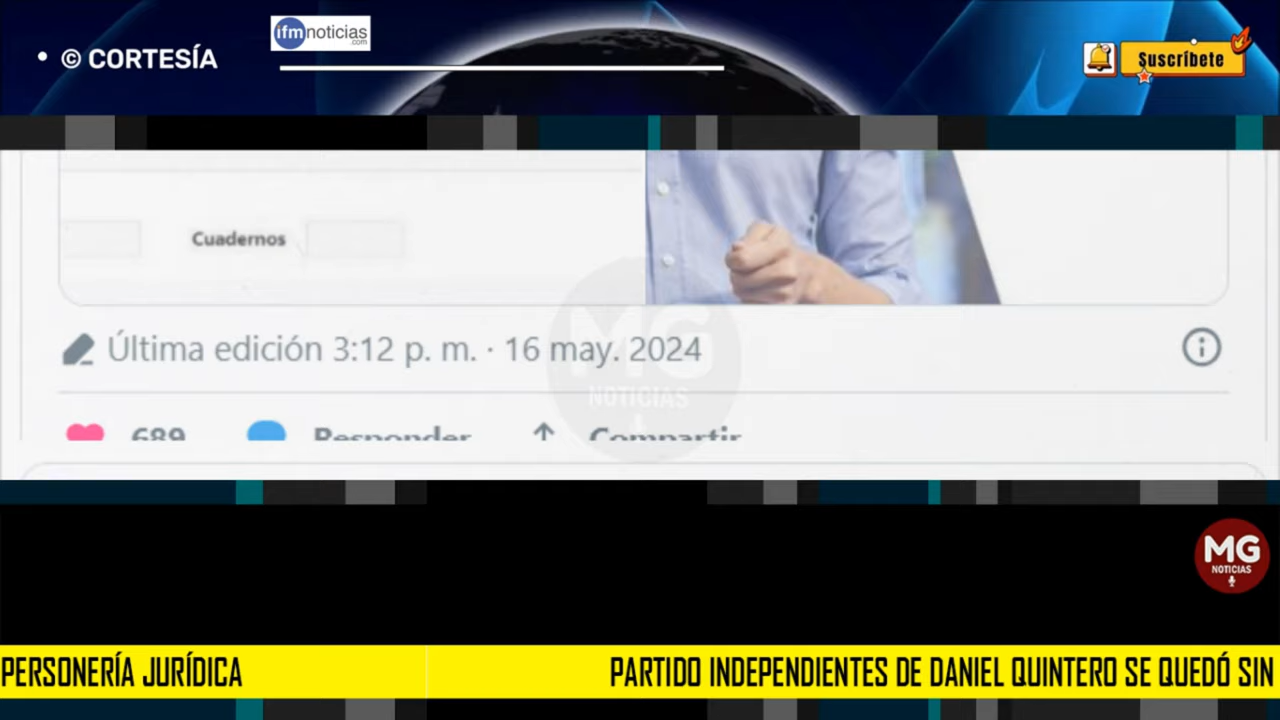 • © CORTESÍA
ifmnoticias
.com
Suscríbete
Cuadernos
Última edición 3:12 p. m. · 16 may. 2024
689
Responder
Compartir
MG
NOTICIAS
MG
NOTICIAS
PERSONERÍA JURÍDICA
PARTIDO INDEPENDIENTES DE DANIEL QUINTERO SE QUEDÓ SIN